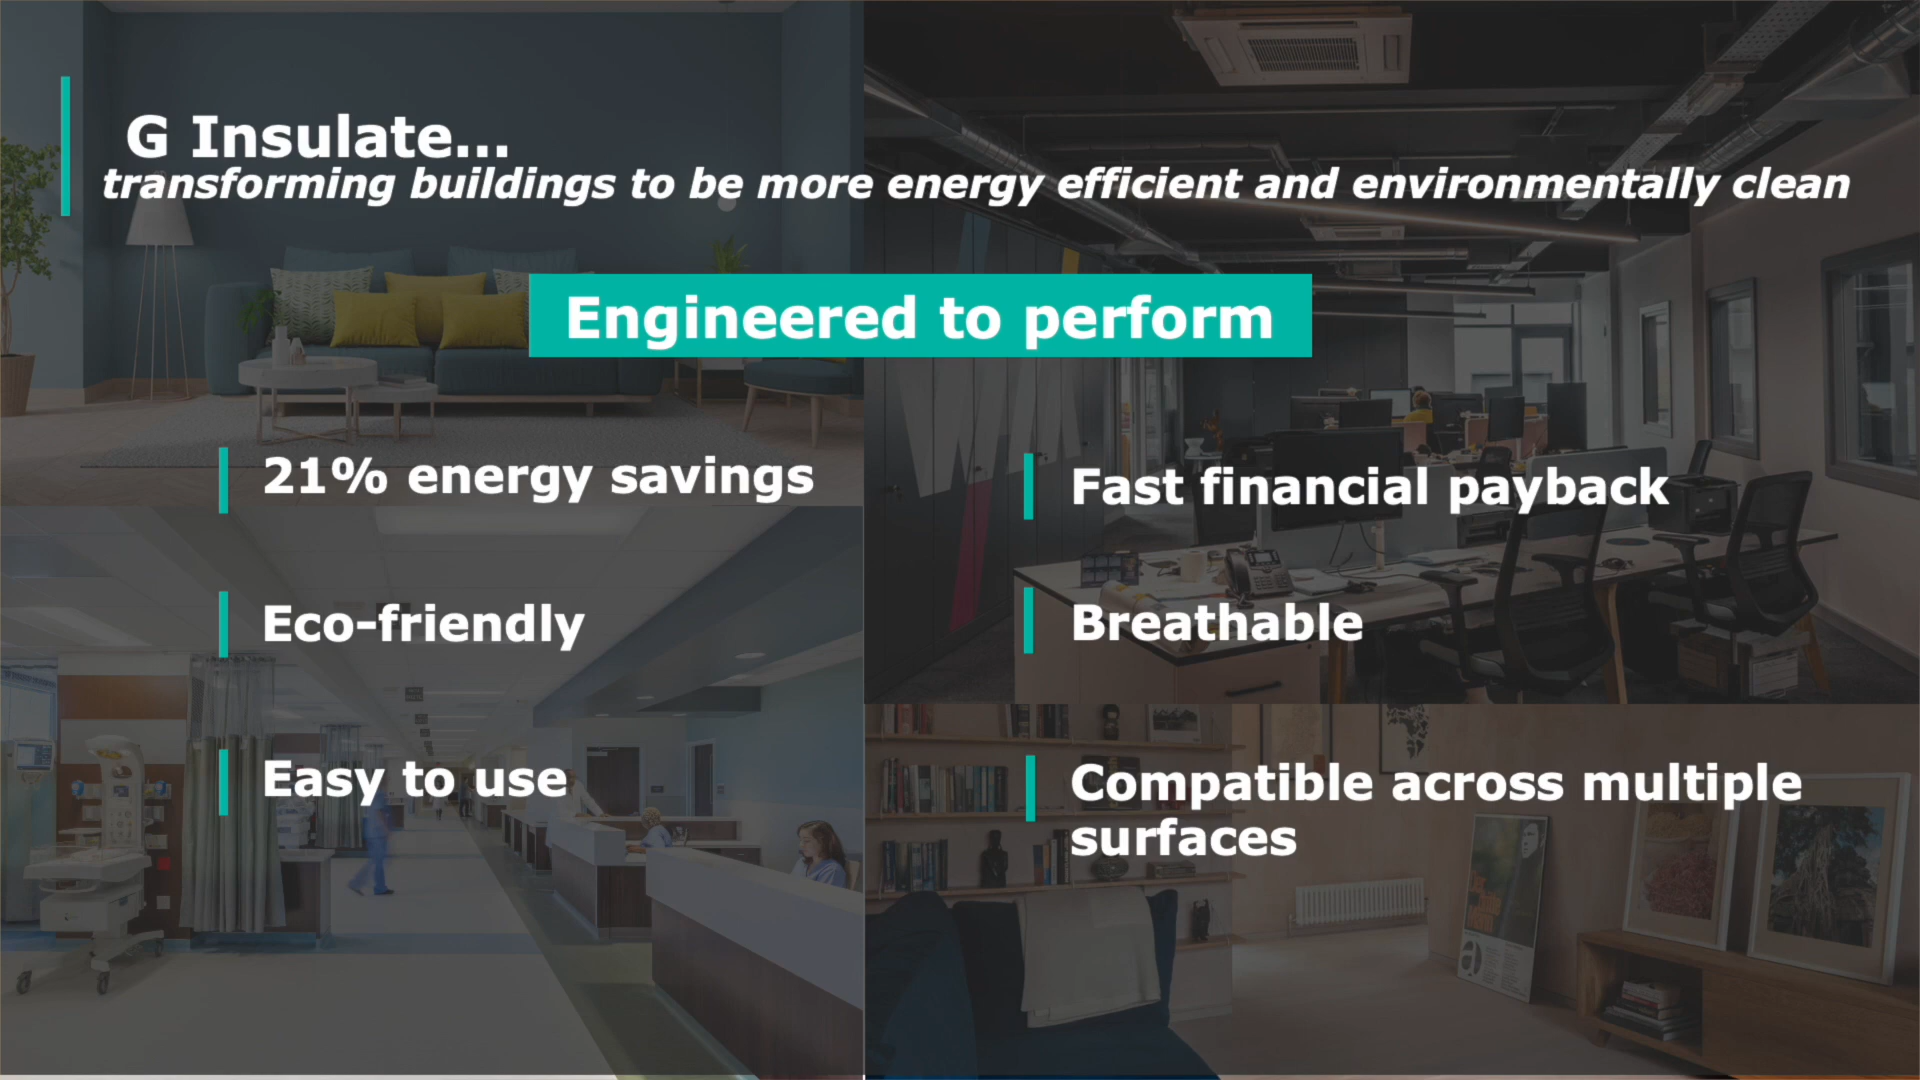 G Insulate...
transforming buildings to be more energy efficient and environmentally clean
Engineered to perform
21% energy savings
Fast financial payback
Eco-friendly
Breathable
Easy to use
Compatible across multiple
surfaces